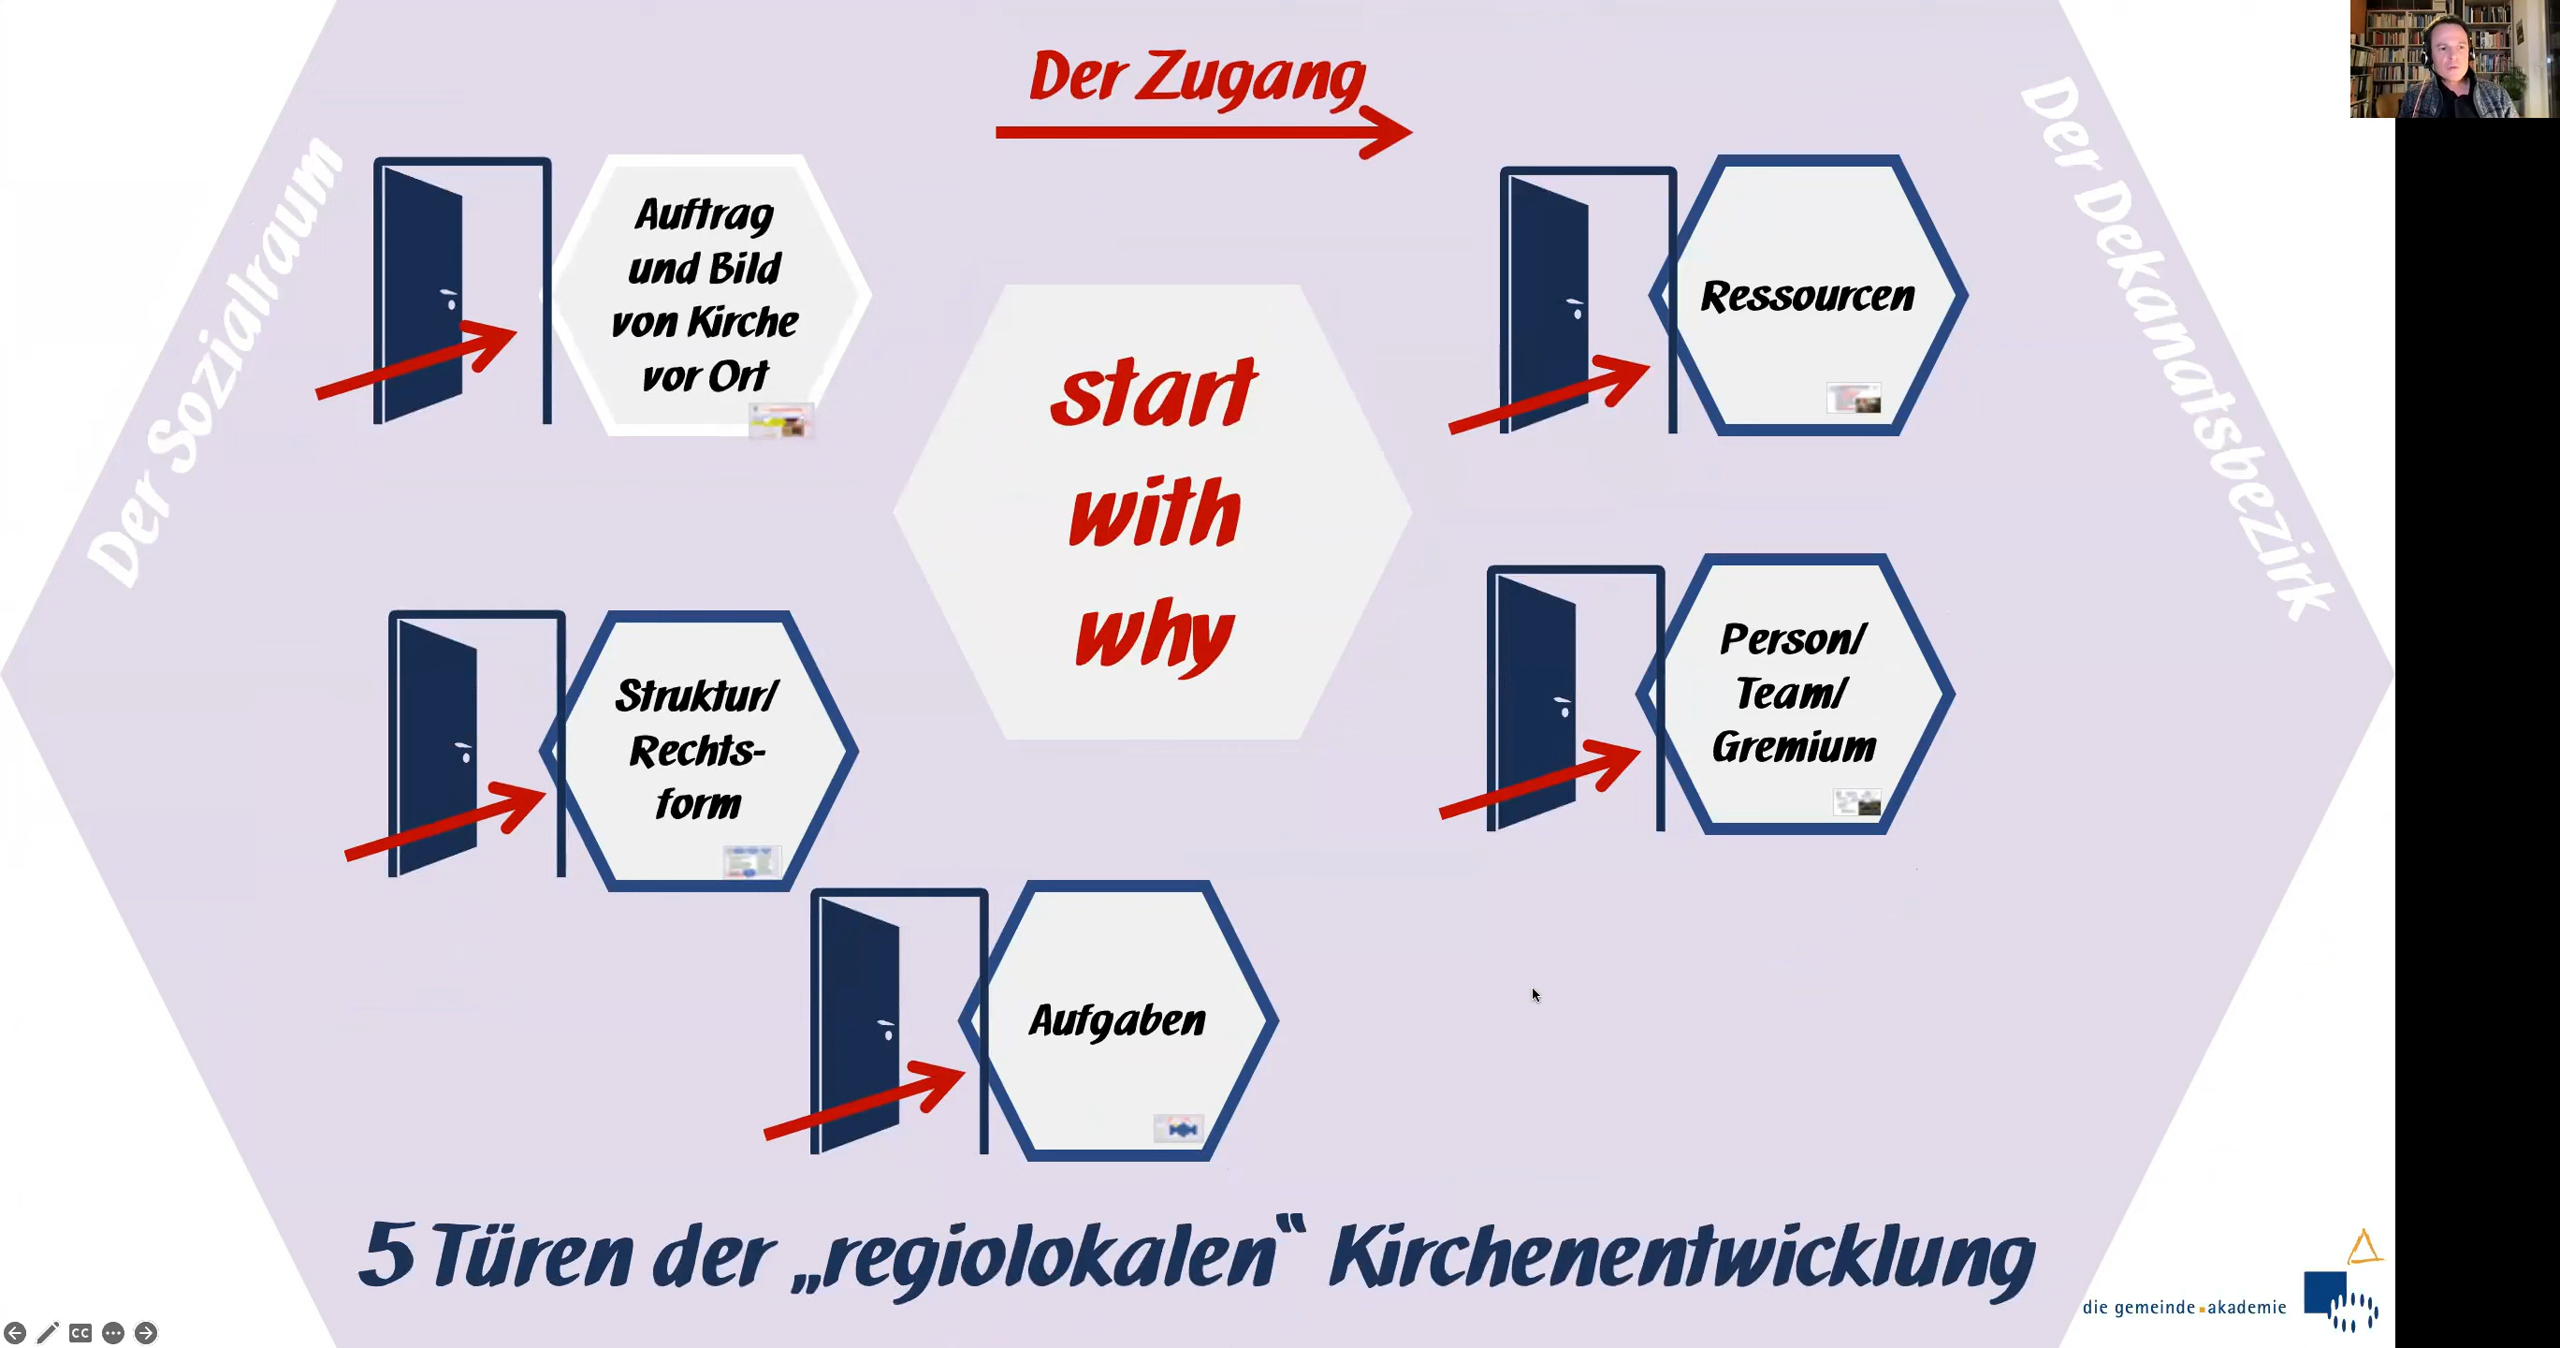 Der Zugang
Der Sozialraum
Der Dekanatsbezirk
Auftrag
und Bild
von Kirche
vor Ort
Ressourcen
start
with
why
Struktur/
Rechts-
form
Person/
Team/
Gremium
Aufgaben
5 Türen der „regiolokalen“ Kirchenentwicklung
die gemeinde akademie
CC